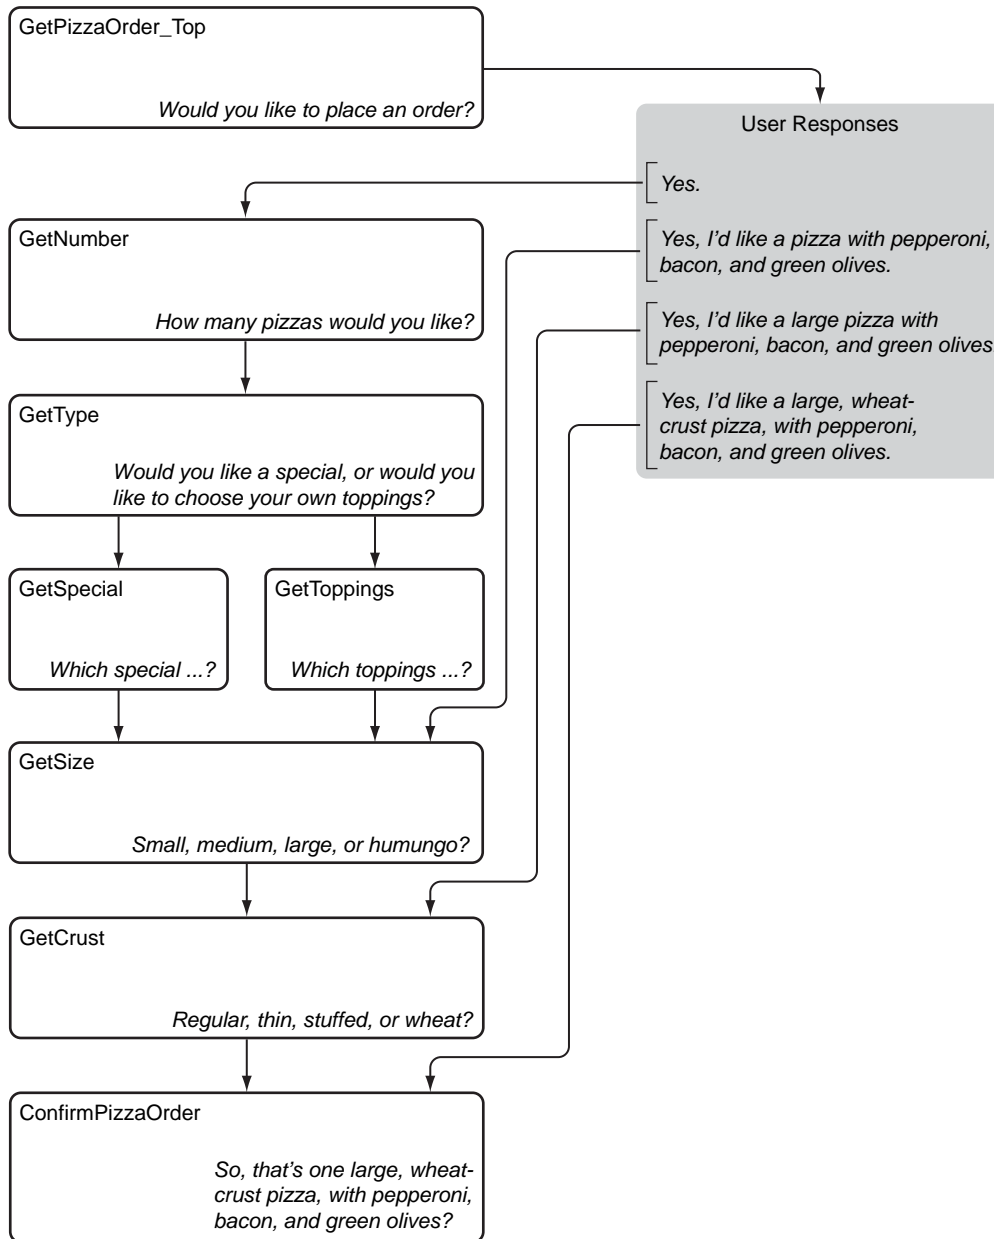 GetPizzaOrder_Top
Would you like to place an order?
User Responses
Yes.
Yes, I’d like a pizza with pepperoni,
bacon, and green olives.
Yes, I’d like a large pizza with
pepperoni, bacon, and green olives.
Yes, I’d like a large, wheat-
crust pizza, with pepperoni,
bacon, and green olives.
GetNumber
How many pizzas would you like?
GetType
Would you like a special, or would you
like to choose your own toppings?
GetSpecial
Which special ...?
GetToppings
Which toppings ...?
GetSize
Small, medium, large, or humungo?
GetCrust
Regular, thin, stuffed, or wheat?
ConfirmPizzaOrder
So, that’s one large, wheat-
crust pizza, with pepperoni,
bacon, and green olives?